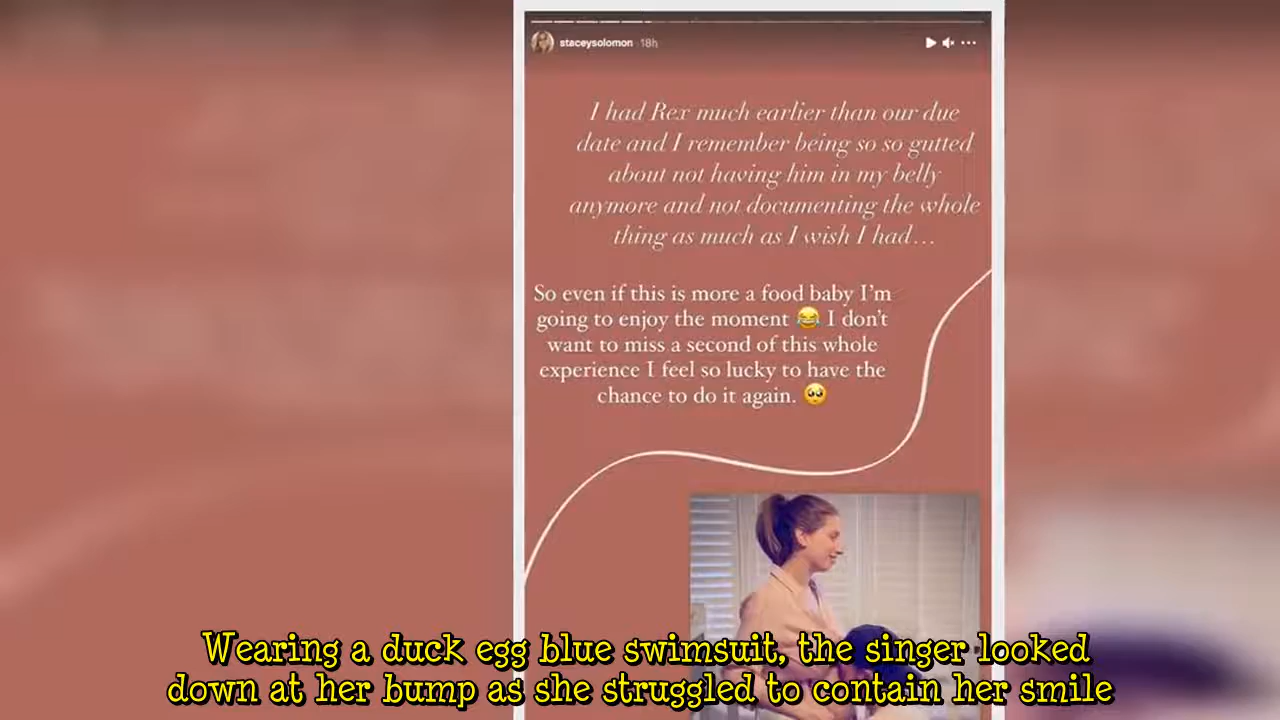 staceysolomon 18h
I had Rex much earlier than our due
date and I remember being so so gutted
about not having him in my belly
anymore and not documenting the whole
thing as much as I wish I had...
So even if this is more a food baby I'm
going to enjoy the moment 😂 I don't
want to miss a second of this whole
experience I feel so lucky to have the
chance to do it again. 🥺
Wearing a duck egg blue swimsuit, the singer looked
down at her bump as she struggled to contain her smile